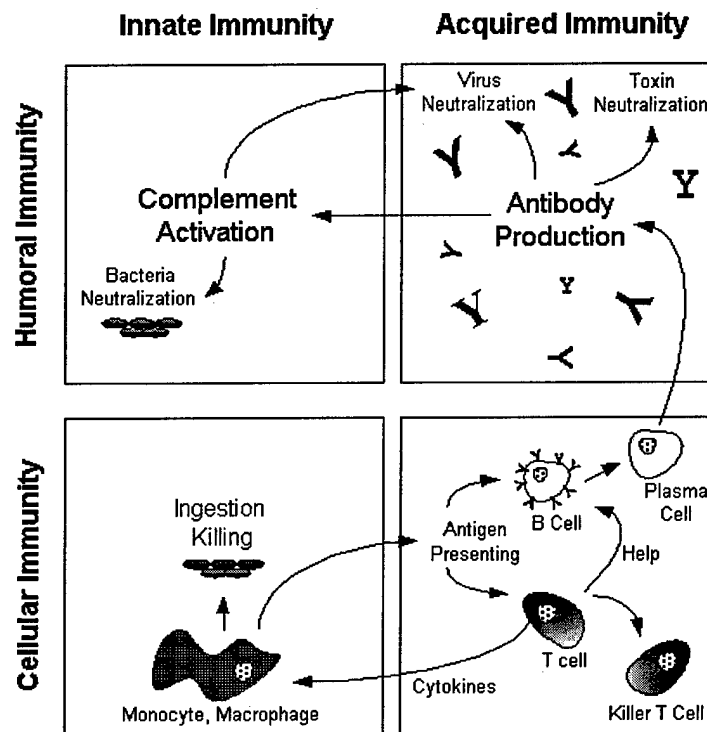 Innate Immunity
Acquired Immunity
Humoral Immunity
Complement
Activation
Bacteria
Neutralization
Virus
Neutralization
Toxin
Neutralization
Antibody
Production
Cellular Immunity
Ingestion
Killing
Monocyte, Macrophage
Antigen
Presenting
B Cell
Plasma
Cell
Help
T cell
Cytokines
Killer T Cell